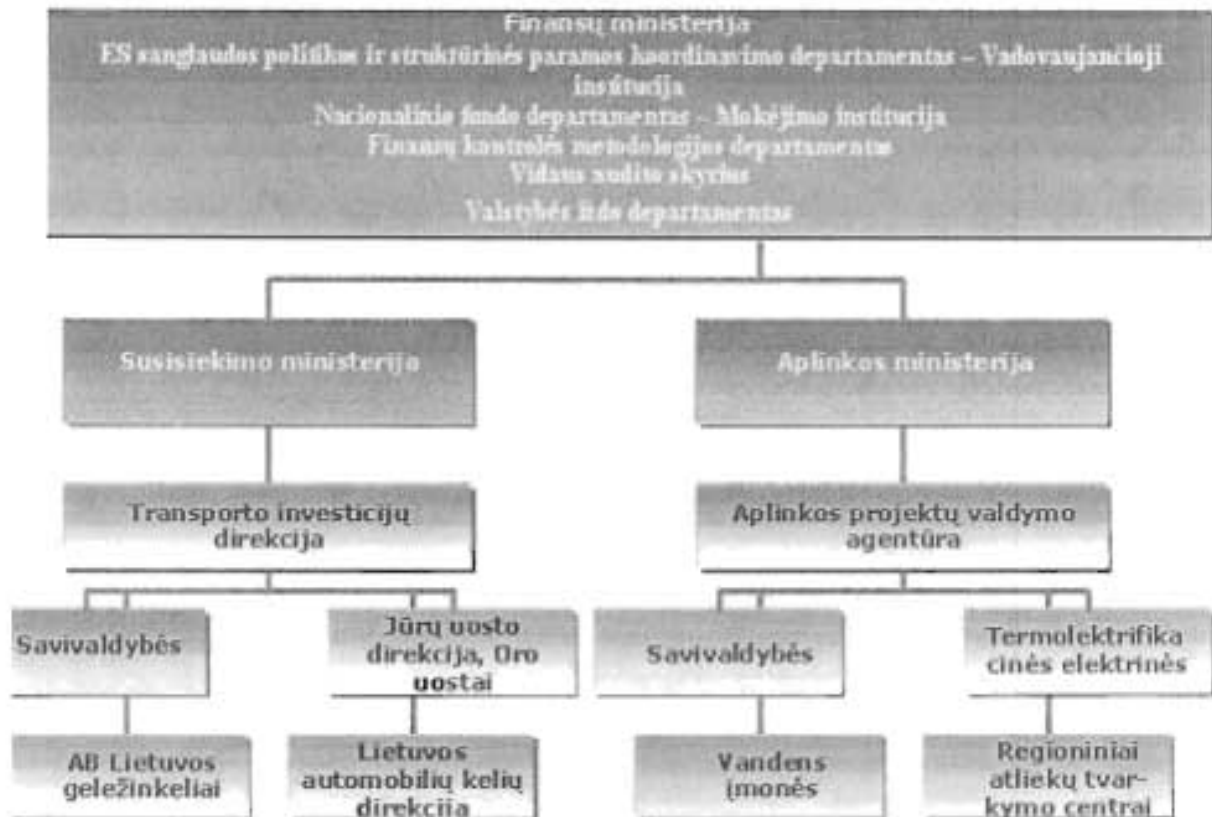 Finansų ministerija
ES sanglaudos politikos ir struktūrinės paramos koordinavimo departamentas – Vadovaujančioji
institucija
Nacionalinio fondo departamentas – Mokėjimo institucija
Finansų kontrolės metodologijos departamentas
Vidaus audito skyrius
Valstybės iždo departamentas
Susisiekimo ministerija
Aplinkos ministerija
Transporto investicijų
direkcija
Aplinkos projektų valdymo
agentūra
Savivaldybės
Jūrų uosto
direkcija, Oro
uostai
Savivaldybės
Termolektrifika
cinės elektrinės
AB Lietuvos
geležinkeliai
Lietuvos
automobilių kelių
direkcija
Vandens
įmonės
Regioniniai
atliekų tvar-
kymo centrai